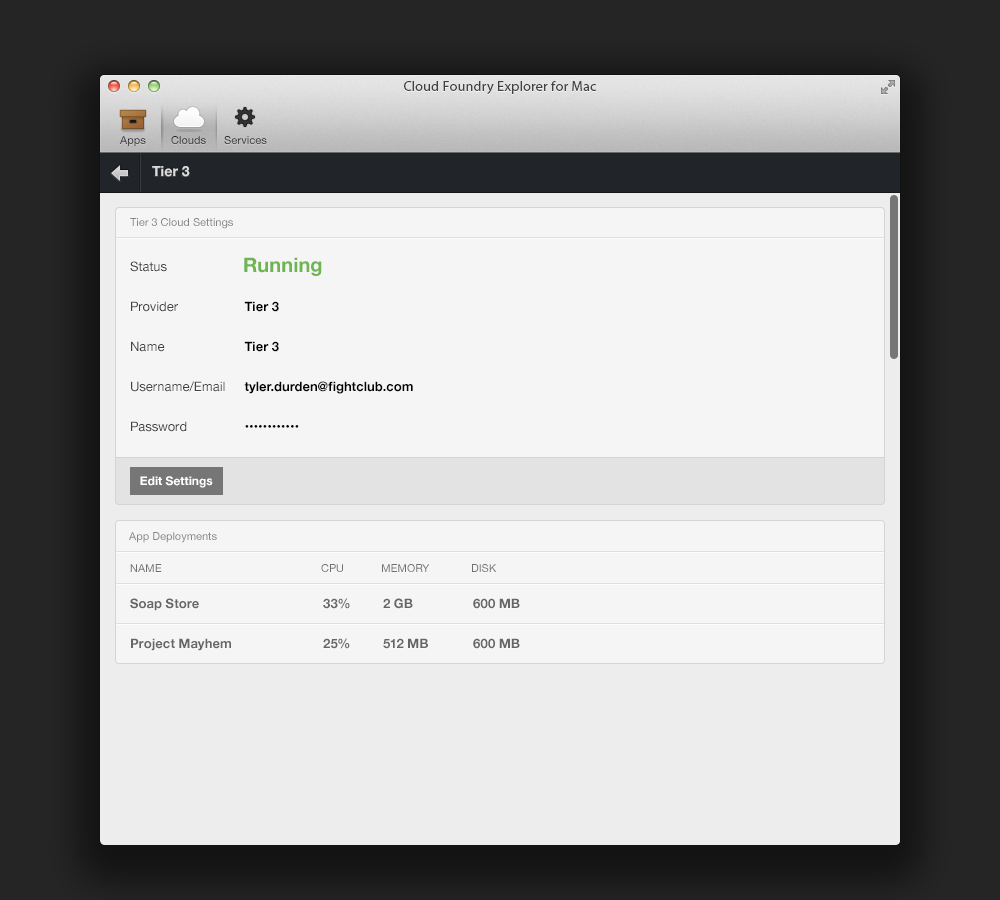 Cloud Foundry Explorer for Mac
Apps Clouds Services
Tier 3
Tier 3 Cloud Settings
Status Running
Provider Tier 3
Name Tier 3
Username/Email tyler.durden@fightclub.com
Password ••••••••••••
Edit Settings
App Deployments
NAME CPU MEMORY DISK
Soap Store 33% 2 GB 600 MB
Project Mayhem 25% 512 MB 600 MB